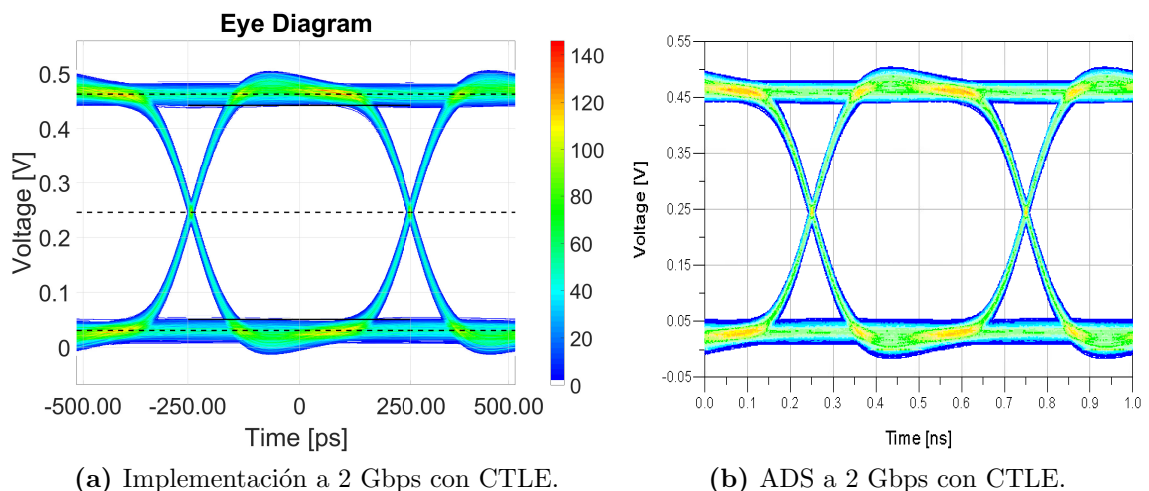 Eye Diagram
0.5
0.4
0.3
0.2
0.1
0
Voltage [V]
-500.00 -250.00 0 250.00 500.00
Time [ps]
140
120
100
80
60
40
20
0
(a) Implementación a 2 Gbps con CTLE.
0.55
0.45
0.35
0.25
0.15
0.05
-0.05
Voltage [V]
0.0 0.1 0.2 0.3 0.4 0.5 0.6 0.7 0.8 0.9 1.0
Time [ns]
(b) ADS a 2 Gbps con CTLE.